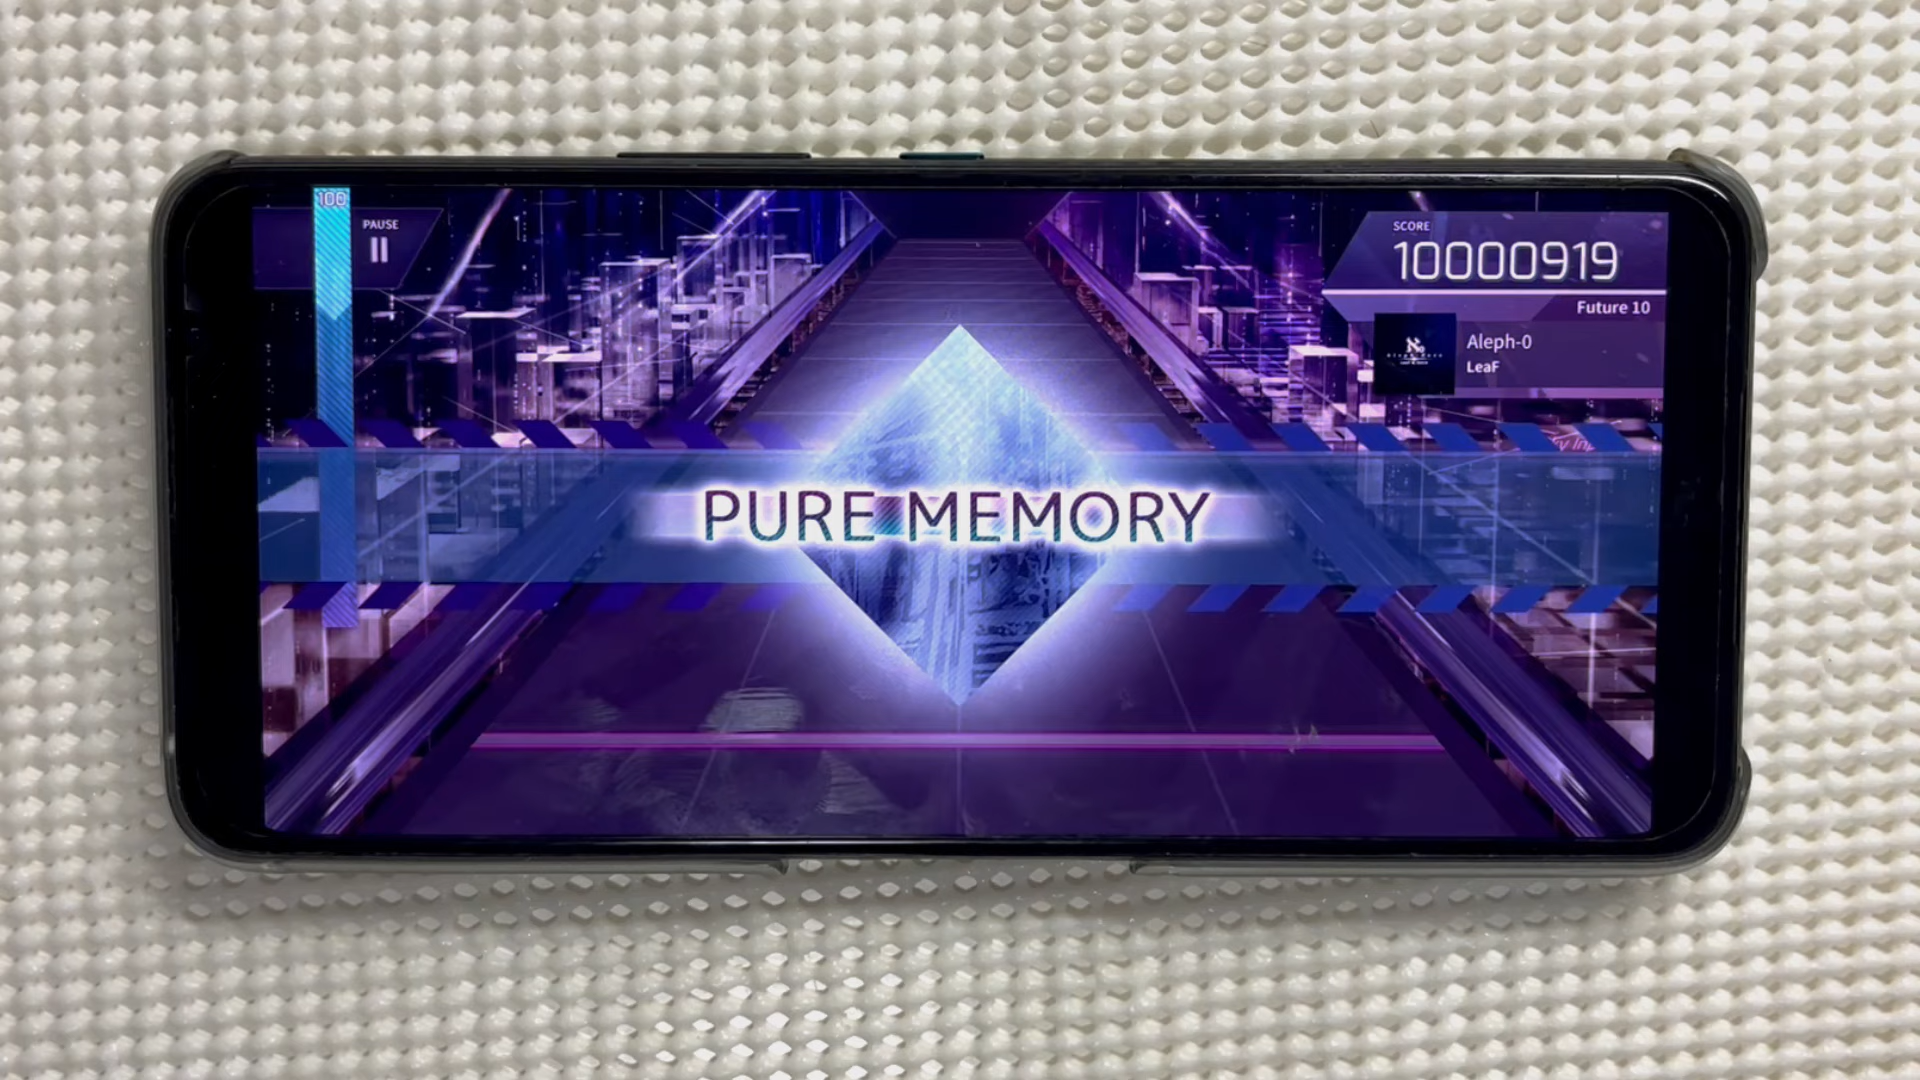 100
PAUSE
SCORE
10000919
Future 10
Aleph-0
LeaF
PURE MEMORY